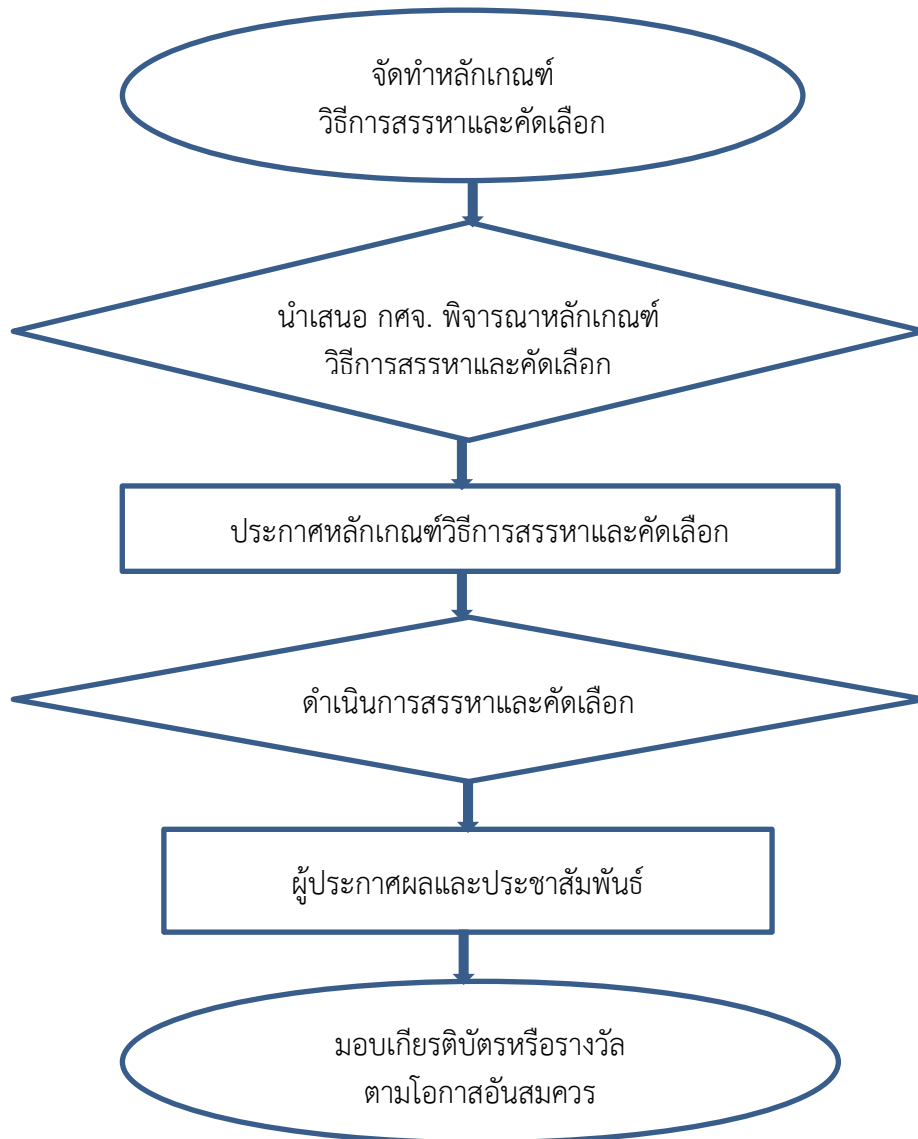 จัดทำหลักเกณฑ์
วิธีการสรรหาและคัดเลือก
นำเสนอ กศจ. พิจารณาหลักเกณฑ์
วิธีการสรรหาและคัดเลือก
ประกาศหลักเกณฑ์วิธีการสรรหาและคัดเลือก
ดำเนินการสรรหาและคัดเลือก
ผู้ประกาศผลและประชาสัมพันธ์
มอบเกียรติบัตรหรือรางวัล
ตามโอกาสอันสมควร